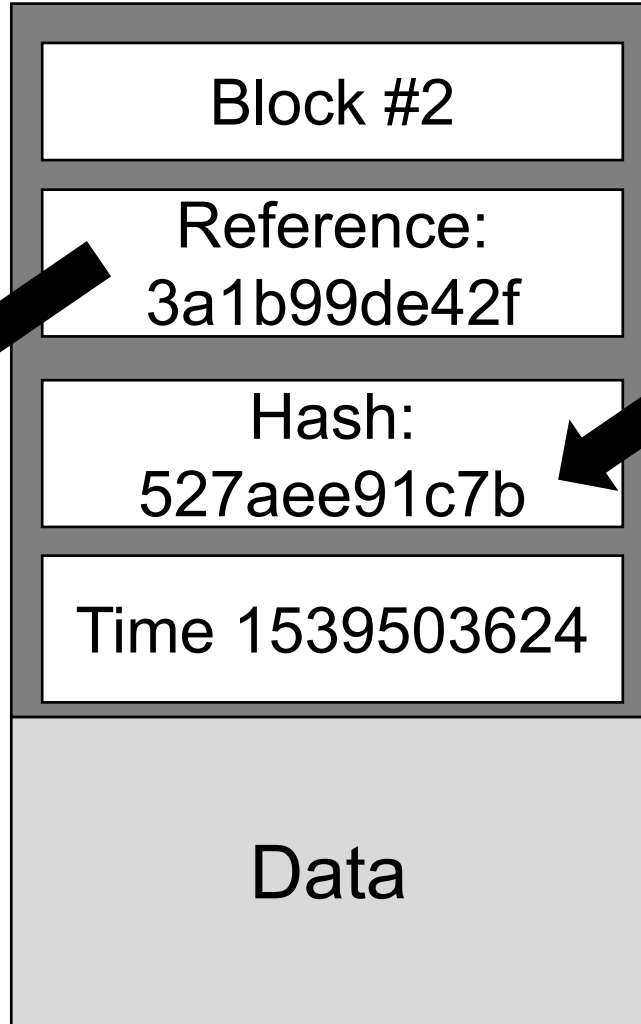 Block #2
Reference:
3a1b99de42f
Hash:
527aee91c7b
Time 1539503624
Data